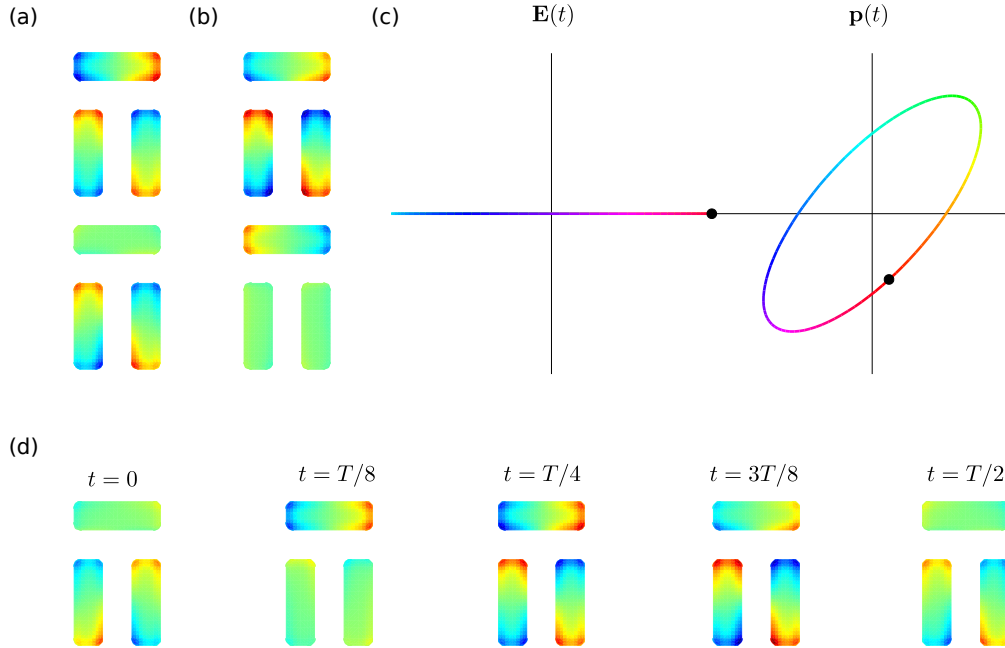 (a)
(b)
(c)
E(t)
p(t)
(d)
t = 0
t = T/8
t = T/4
t = 3T/8
t = T/2